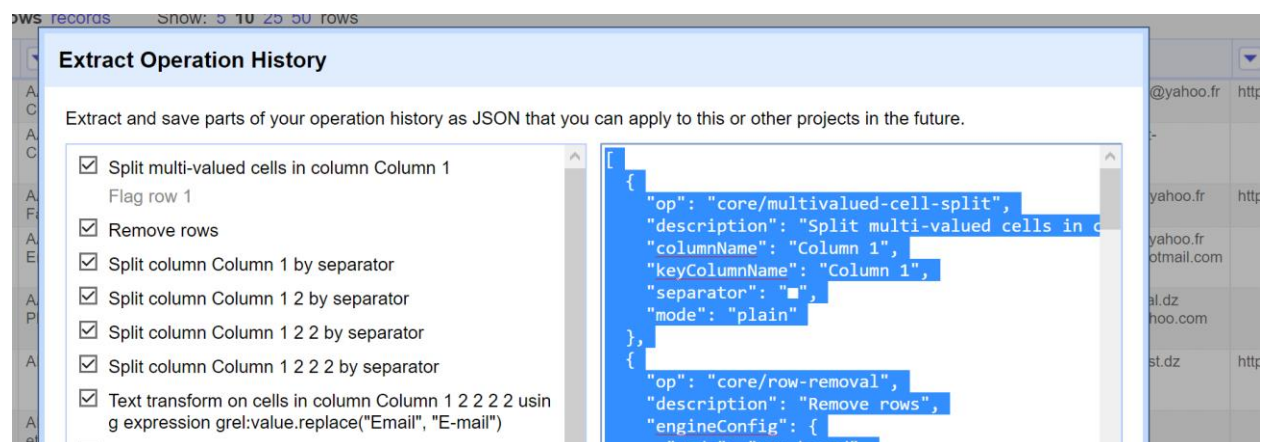 ows records Show: 5 10 25 50 rows
Extract Operation History
Extract and save parts of your operation history as JSON that you can apply to this or other projects in the future.
Split multi-valued cells in column Column 1
Flag row 1
Remove rows
Split column Column 1 by separator
Split column Column 1 2 by separator
Split column Column 1 2 2 by separator
Split column Column 1 2 2 2 by separator
Text transform on cells in column Column 1 2 2 2 2 usin
g expression grel:value.replace("Email", "E-mail")
[
{
"op": "core/multivalued-cell-split",
"description": "Split multi-valued cells in c
"columnName": "Column 1",
"keyColumnName": "Column 1",
"separator": "■",
"mode": "plain"
},
{
"op": "core/row-removal",
"description": "Remove rows",
"engineConfig": {
@yahoo.fr http
yahoo.fr http
yahoo.fr
otmail.com
al.dz
hoo.com
st.dz http